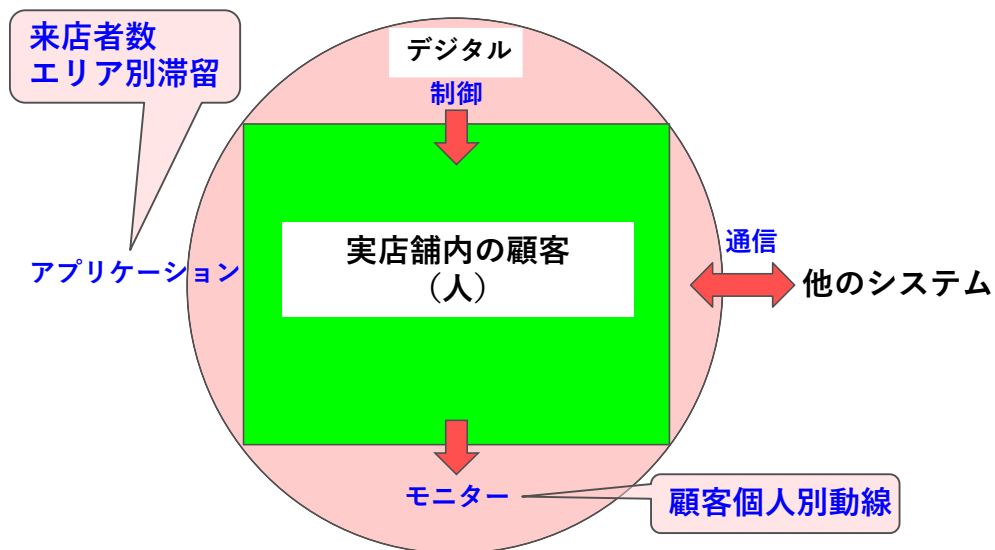 来店者数
エリア別滞留
デジタル
制御
実店舗内の顧客
（人）
通信
アプリケーション
他のシステム
モニター
顧客個人別動線